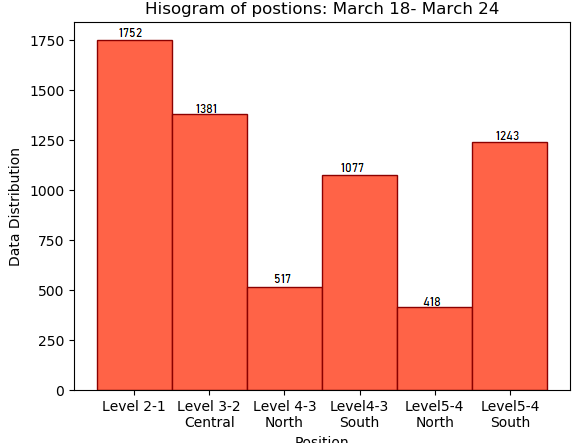 Hisogram of postions: March 18- March 24
1752
1381
517
1077
418
1243
1750
1500
1250
1000
750
500
250
0
Data Distribution
Level 2-1
Level 3-2
Central
Level 4-3
North
Level4-3
South
Level5-4
North
Level5-4
South
Position